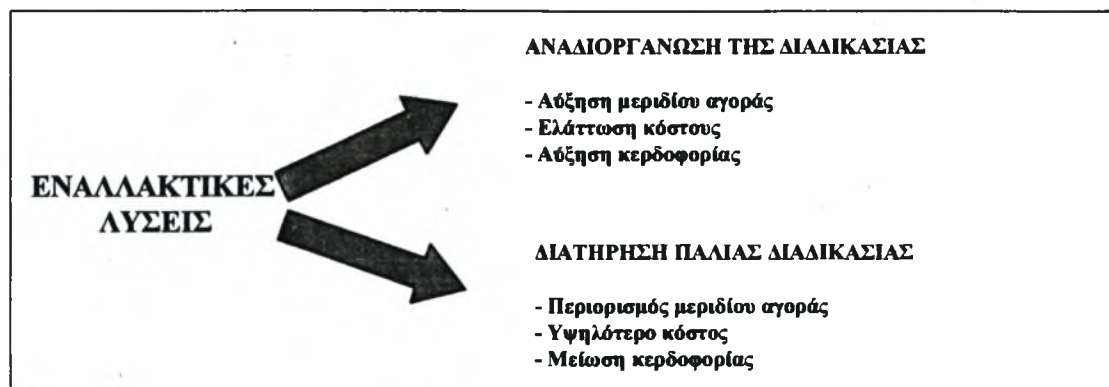 ΕΝΑΛΛΑΚΤΙΚΕΣ
ΛΥΣΕΙΣ
ΑΝΑΔΙΟΡΓΑΝΩΣΗ ΤΗΣ ΔΙΑΔΙΚΑΣΙΑΣ
- Αύξηση μεριδίου αγοράς
- Ελάττωση κόστους
- Αύξηση κερδοφορίας
ΔΙΑΤΗΡΗΣΗ ΠΑΛΙΑΣ ΔΙΑΔΙΚΑΣΙΑΣ
- Περιορισμός μεριδίου αγοράς
- Υψηλότερο κόστος
- Μείωση κερδοφορίας